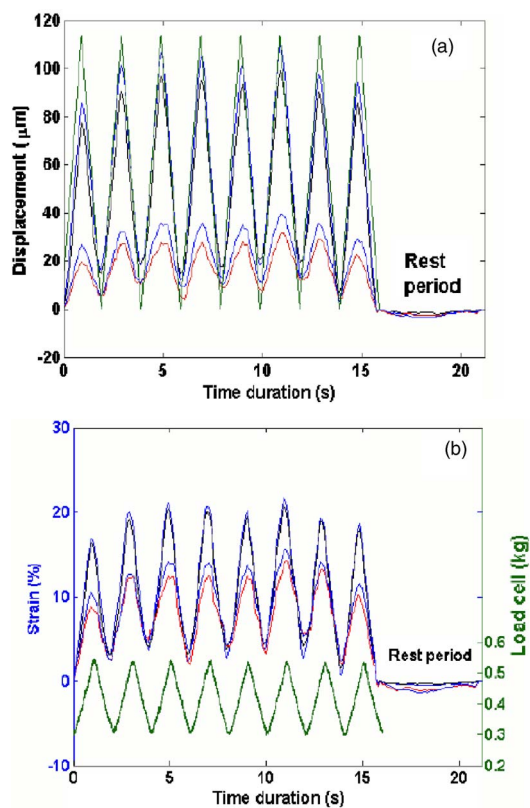 120
(a)
100
80
60
40
20
0
-20
Displacement (μm)
Rest
period
0 5 10 15 20
Time duration (s)
30
(b)
20
10
0
-10
Strain (%)
Rest period
0.6
0.5
0.4
0.3
0.2
Load cell (kg)
0 5 10 15 20
Time duration (s)